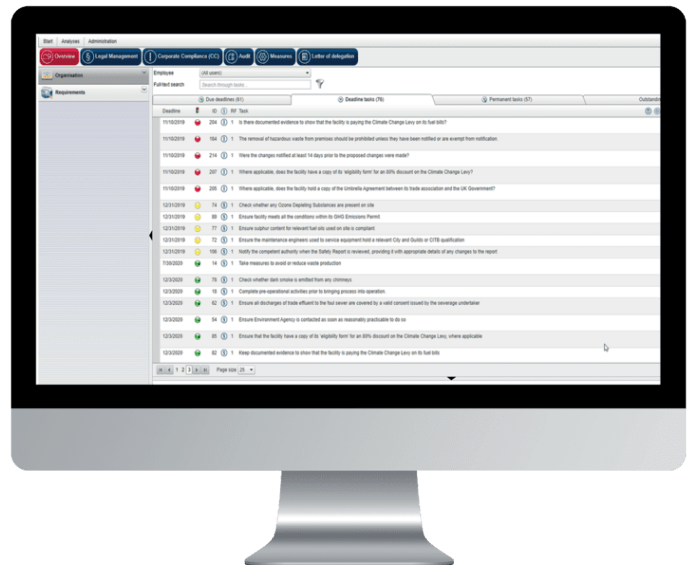 Start Analyses Administration
Overview § Legal Management Corporate Compliance (CC) Audit Measures Letter of delegation
Organisation
Requirements
Employee (All users)
Full-text search Search through tasks...
Due deadlines (61) Deadline tasks (76) Permanent tasks (57) Outstandin
Deadline ID RF Task
11/10/2019 204 1 Is there documented evidence to show that the facility is paying the Climate Change Levy on its fuel bills?
11/10/2019 164 1 The removal of hazardous waste from premises should be prohibited unless they have been notified or are exempt from notification.
11/10/2019 214 1 Were the changes notified at least 14 days prior to the proposed changes were made?
11/10/2019 207 1 Where applicable, does the facility have a copy of its 'eligibility form' for an 80% discount on the Climate Change Levy?
11/10/2019 205 1 Where applicable, does the facility hold a copy of the Umbrella Agreement between its trade association and the UK Government?
12/31/2019 74 1 Check whether any Ozone Depleting Substances are present on site
12/31/2019 88 1 Ensure facility meets all the conditions within its GHG Emissions Permit
12/31/2019 77 1 Ensure sulphur content for relevant fuel oils used on site is compliant
12/31/2019 72 1 Ensure the maintenance engineers used to service equipment hold a relevant City and Guilds or CITB qualification
12/31/2019 166 1 Notify the competent authority when the Safety Report is reviewed, providing it with appropriate details of any changes to the report
7/30/2020 14 1 Take measures to avoid or reduce waste production
12/3/2020 78 1 Check whether dark smoke is emitted from any chimneys
12/3/2020 16 1 Complete pre-operational activities prior to bringing process into operation.
12/3/2020 62 1 Ensure all discharges of trade effluent to the foul sewer are covered by a valid consent issued by the sewerage undertaker
12/3/2020 54 1 Ensure Environment Agency is contacted as soon as reasonably practicable to do so
12/3/2020 85 1 Ensure that the facility have a copy of its 'eligibility form' for an 80% discount on the Climate Change Levy, where applicable
12/3/2020 82 1 Keep documented evidence to show that the facility is paying the Climate Change Levy on its fuel bills
1 2 3 Page size 25